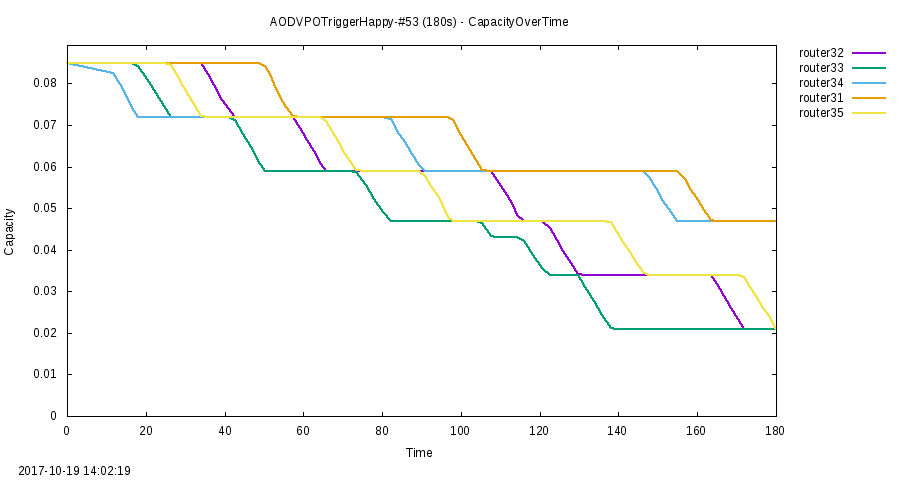 AODVPOTriggerHappy-#53 (180s) - CapacityOverTime
router32
router33
router34
router31
router35
0.08
0.07
0.06
0.05
0.04
0.03
0.02
0.01
0
Capacity
0 20 40 60 80 100 120 140 160 180
Time
2017-10-19 14:02:19